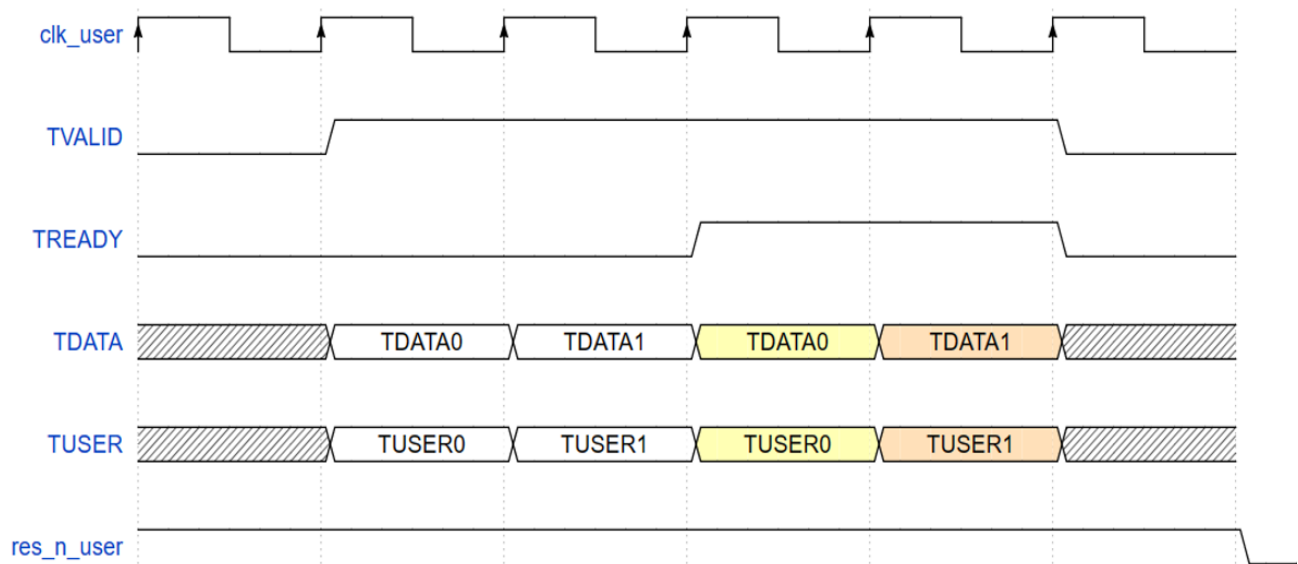 clk_user
TVALID
TREADY
TDATA TDATA0 TDATA1 TDATA0 TDATA1
TUSER TUSER0 TUSER1 TUSER0 TUSER1
res_n_user